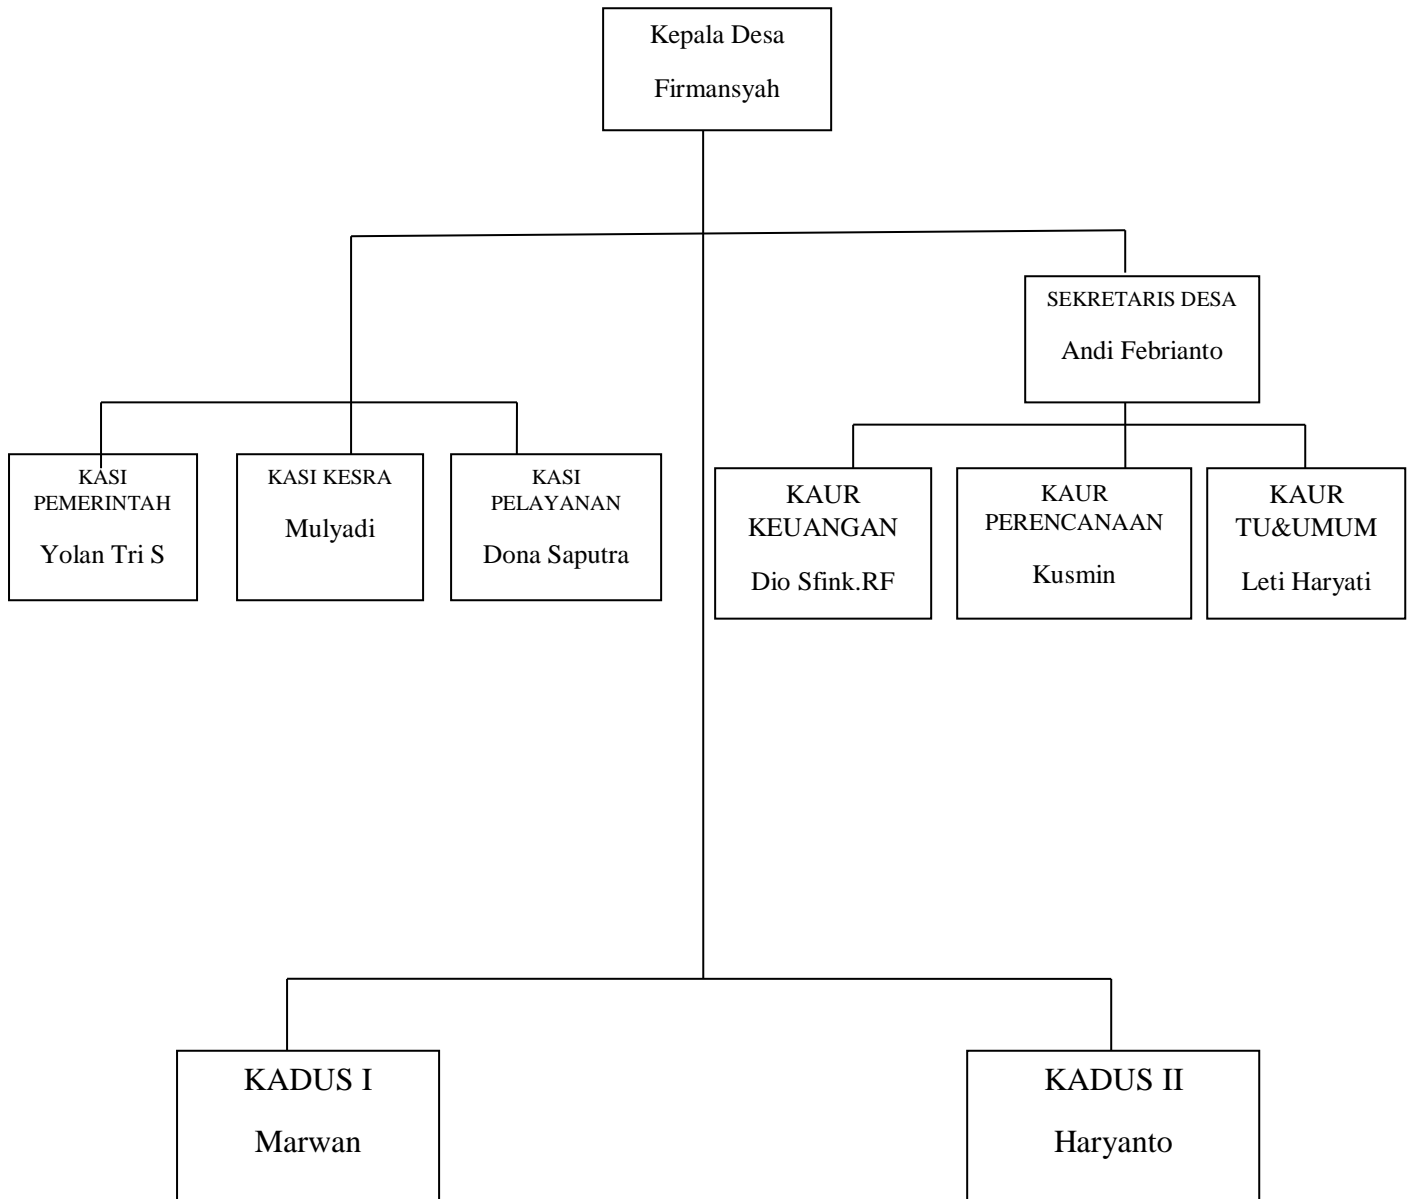 Kepala Desa
Firmansyah
SEKRETARIS DESA
Andi Febrianto
KASI
PEMERINTAH
Yolan Tri S
KASI KESRA
Mulyadi
KASI
PELAYANAN
Dona Saputra
KAUR
KEUANGAN
Dio Sfink.RF
KAUR
PERENCANAAN
Kusmin
KAUR
TU&UMUM
Leti Haryati
KADUS I
Marwan
KADUS II
Haryanto